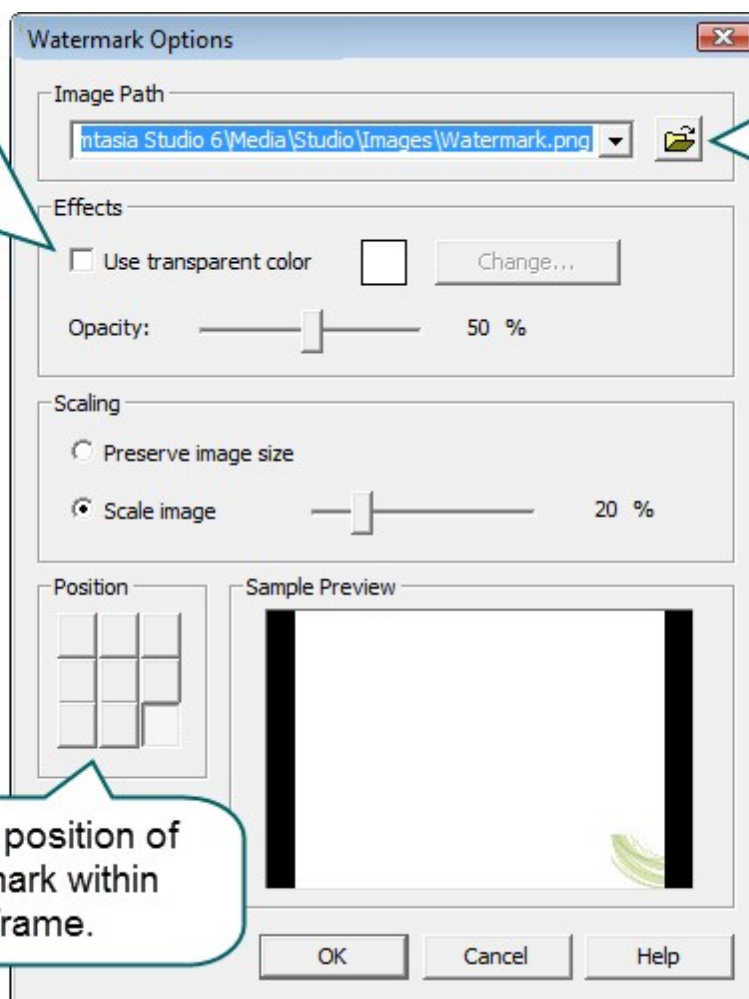 Watermark Options
Image Path
ntasia Studio 6\Media\Studio\Images\Watermark.png
Effects
Use transparent color
Change...
Opacity:
50 %
Scaling
Preserve image size
Scale image
20 %
Position
Sample Preview
position of
mark within
frame.
OK
Cancel
Help